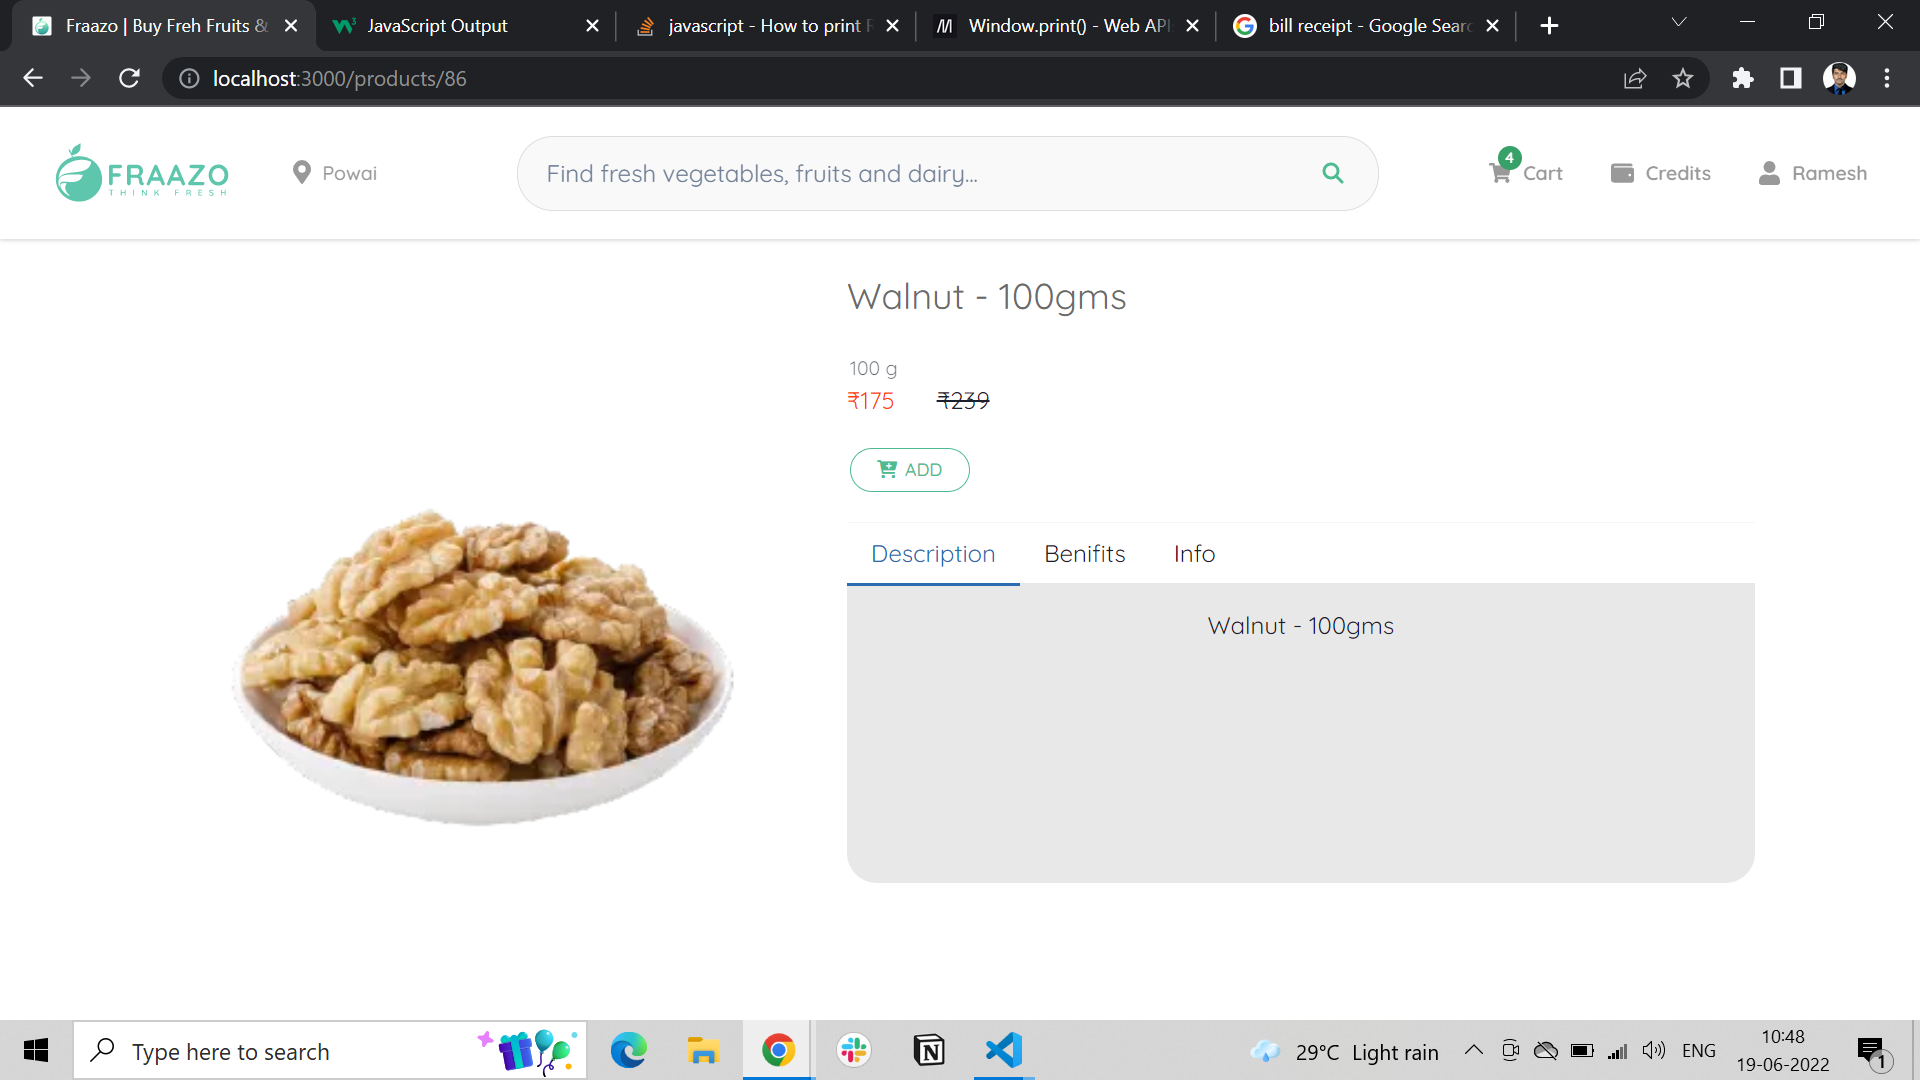 Fraazo | Buy Freh Fruits &
JavaScript Output
javascript - How to print
Window.print() - Web API
bill receipt - Google Sear
localhost:3000/products/86
FRAAZO
THINK FRESH
Powai
Find fresh vegetables, fruits and dairy...
4
Cart
Credits
Ramesh
Walnut - 100gms
100 g
₹175 ₹239
ADD
Description Benifits Info
Walnut - 100gms
Type here to search
29°C Light rain
ENG
10:48
19-06-2022
1